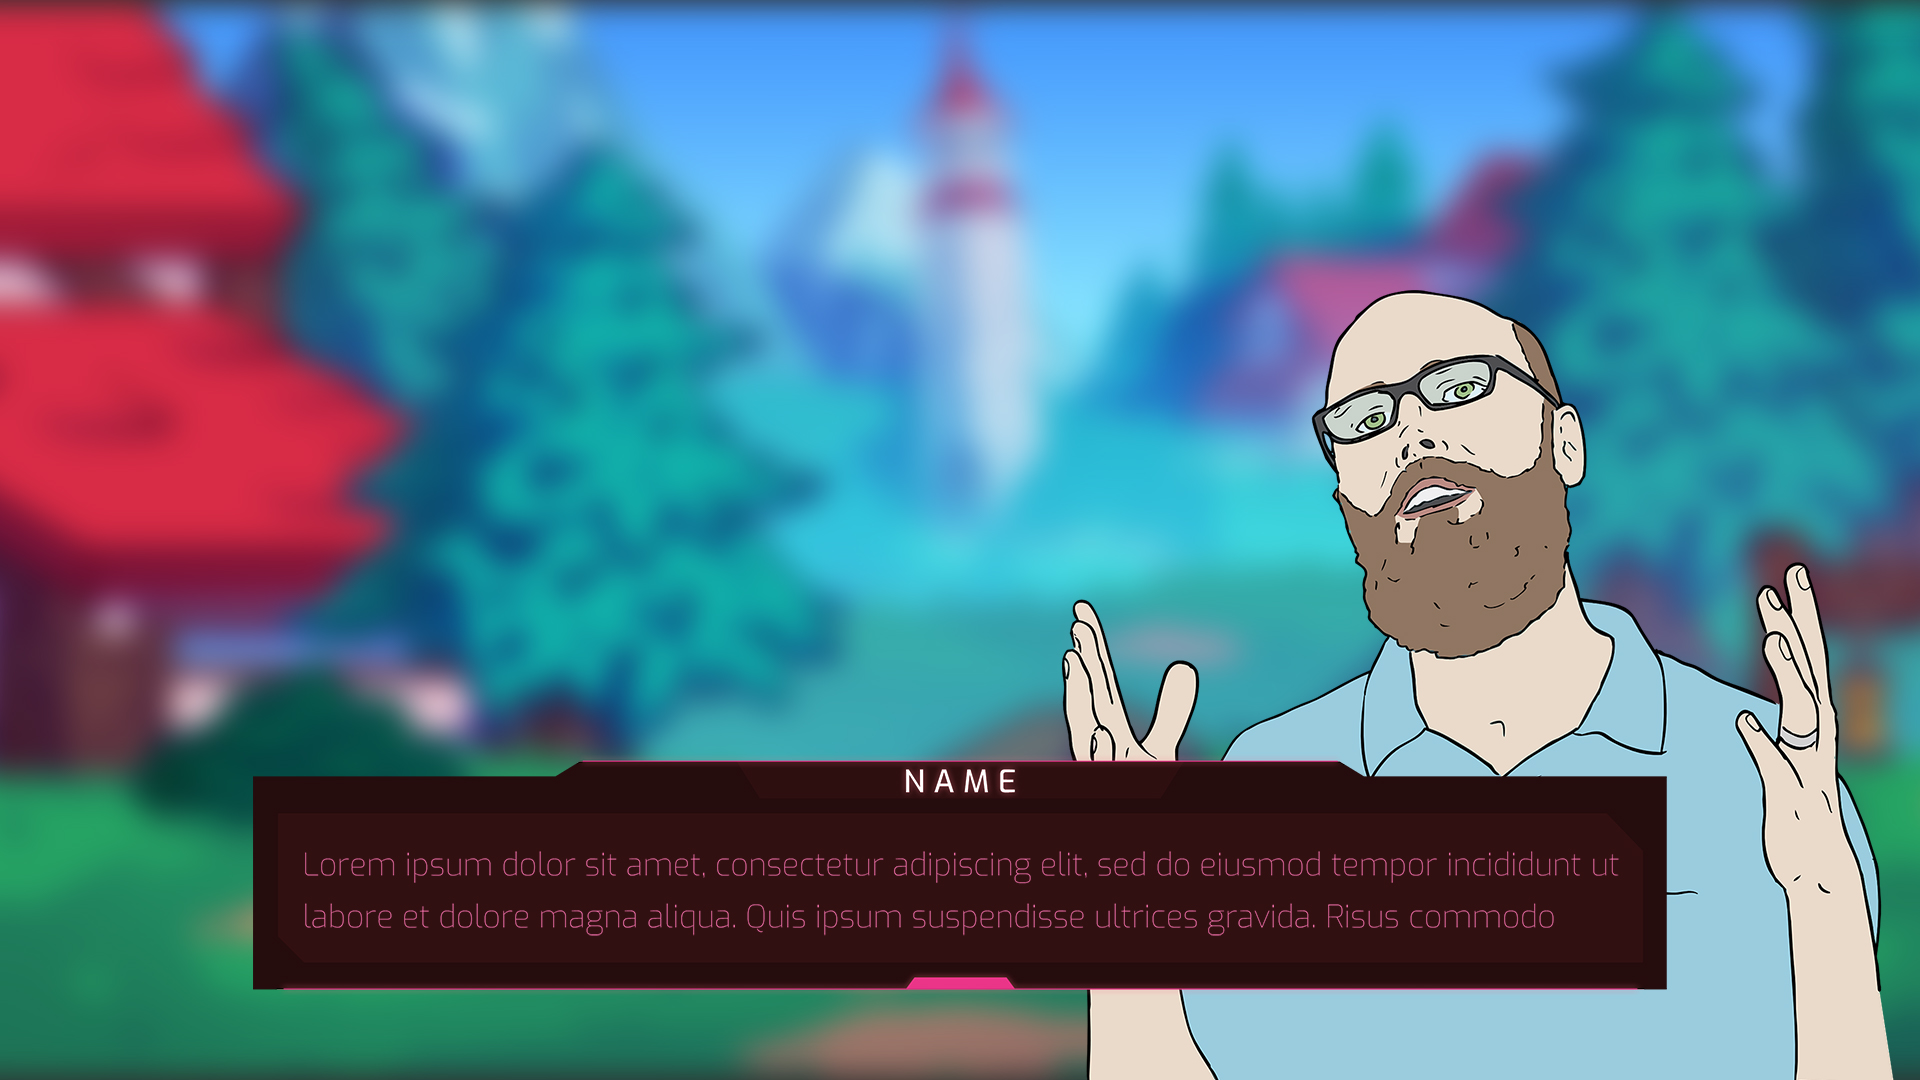 NAME
Lorem ipsum dolor sit amet, consectetur adipiscing elit, sed do eiusmod tempor incididunt ut
labore et dolore magna aliqua. Quis ipsum suspendisse ultrices gravida. Risus commodo